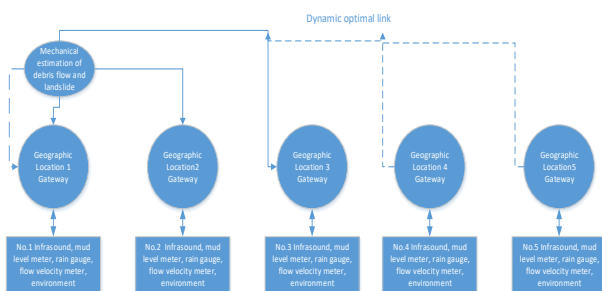 Dynamic optimal link
Mechanical
estimation of
debris flow and
landslide
Geographic
Location 1
Gateway
Geographic
Location2
Gateway
Geographic
Location 3
Gateway
Geographic
Location 4
Gateway
Geographic
Location5
Gateway
No.1 Infrasound, mud
level meter, rain gauge,
flow velocity meter,
environment
No.2 Infrasound, mud
level meter, rain gauge,
flow velocity meter,
environment
No.3 Infrasound, mud
level meter, rain gauge,
flow velocity meter,
environment
No.4 Infrasound, mud
level meter, rain gauge,
flow velocity meter,
environment
No.5 Infrasound, mud
level meter, rain gauge,
flow velocity meter,
environment